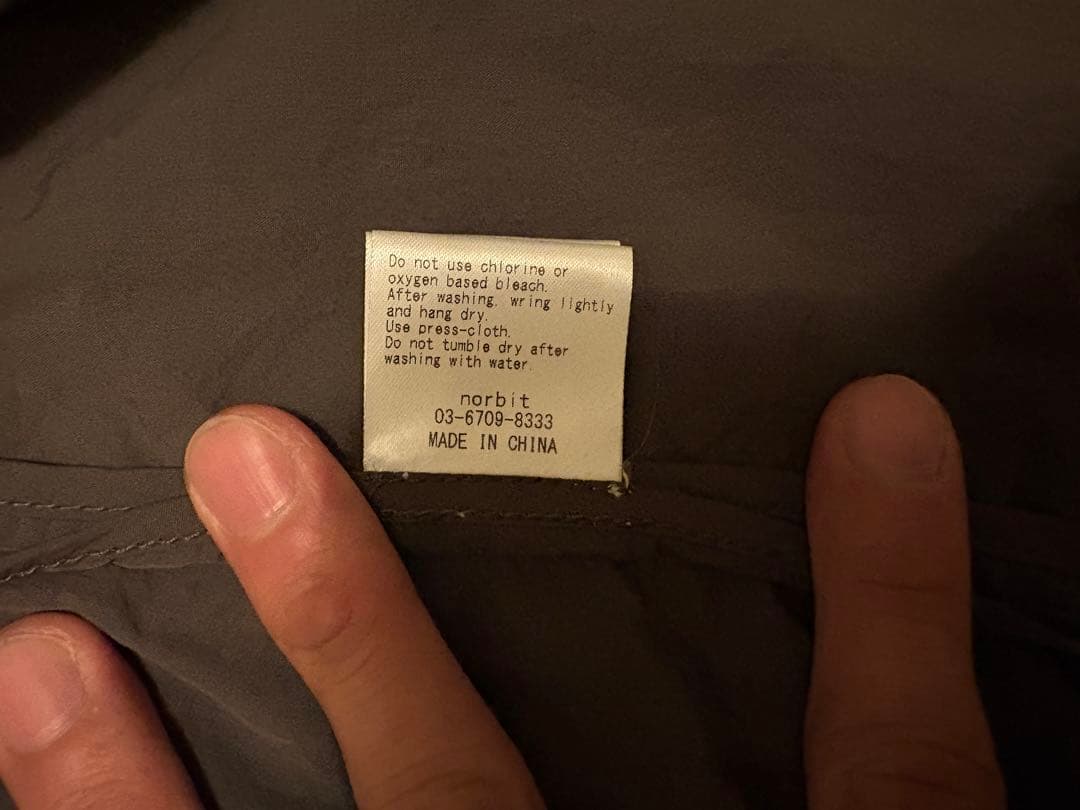 Do not use chlorine or
oxygen based bleach.
After washing, wring lightly
and hang dry.
Use press-cloth.
Do not tumble dry after
washing with water.
norbit
03-6709-8333
MADE IN CHINA